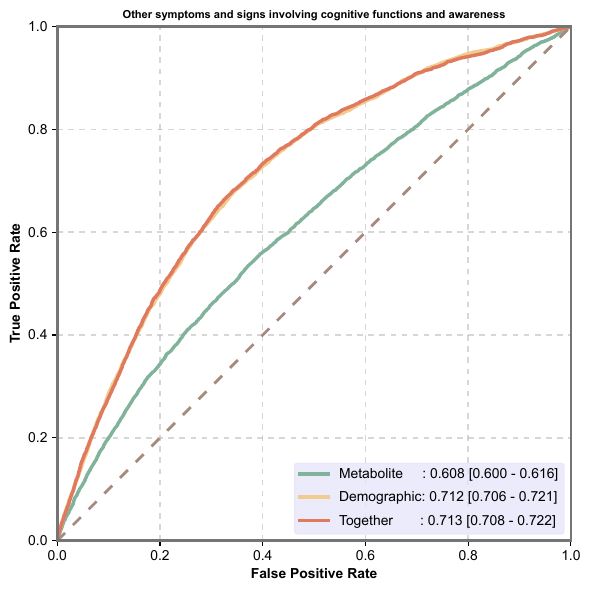 Other symptoms and signs involving cognitive functions and awareness
1.0
0.8
0.6
0.4
0.2
0.0
True Positive Rate
Metabolite : 0.608 [0.600 - 0.616]
Demographic: 0.712 [0.706 - 0.721]
Together : 0.713 [0.708 - 0.722]
0.0 0.2 0.4 0.6 0.8 1.0
False Positive Rate